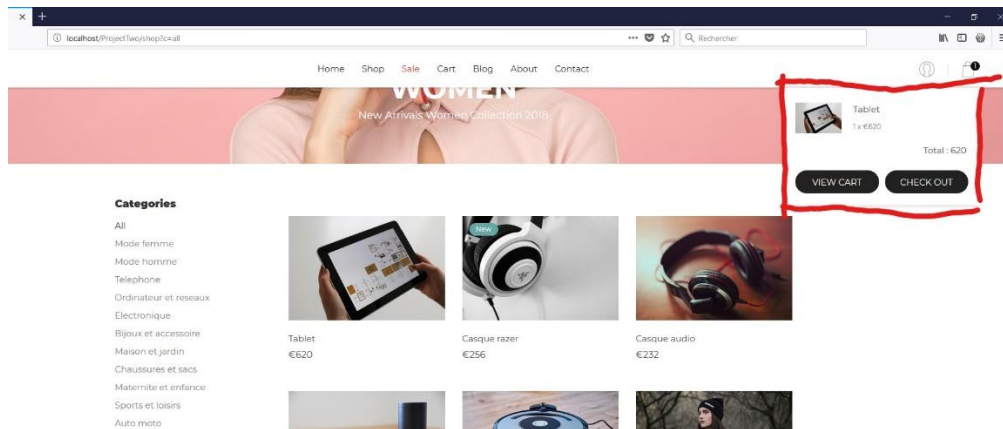 localhost/ProjectTwo/shop?c=all
Rechercher
Home Shop Sale Cart Blog About Contact
1
WOMEN
New Arrivals Women Collection 2018
Tablet
1 x €620
Total : 620
VIEW CART CHECK OUT
Categories
All
Mode femme
Mode homme
Telephone
Ordinateur et reseaux
Electronique
Bijoux et accessoire
Maison et jardin
Chaussures et sacs
Maternite et enfance
Sports et loisirs
Auto moto
New
Tablet
€620
Casque razer
€256
Casque audio
€232